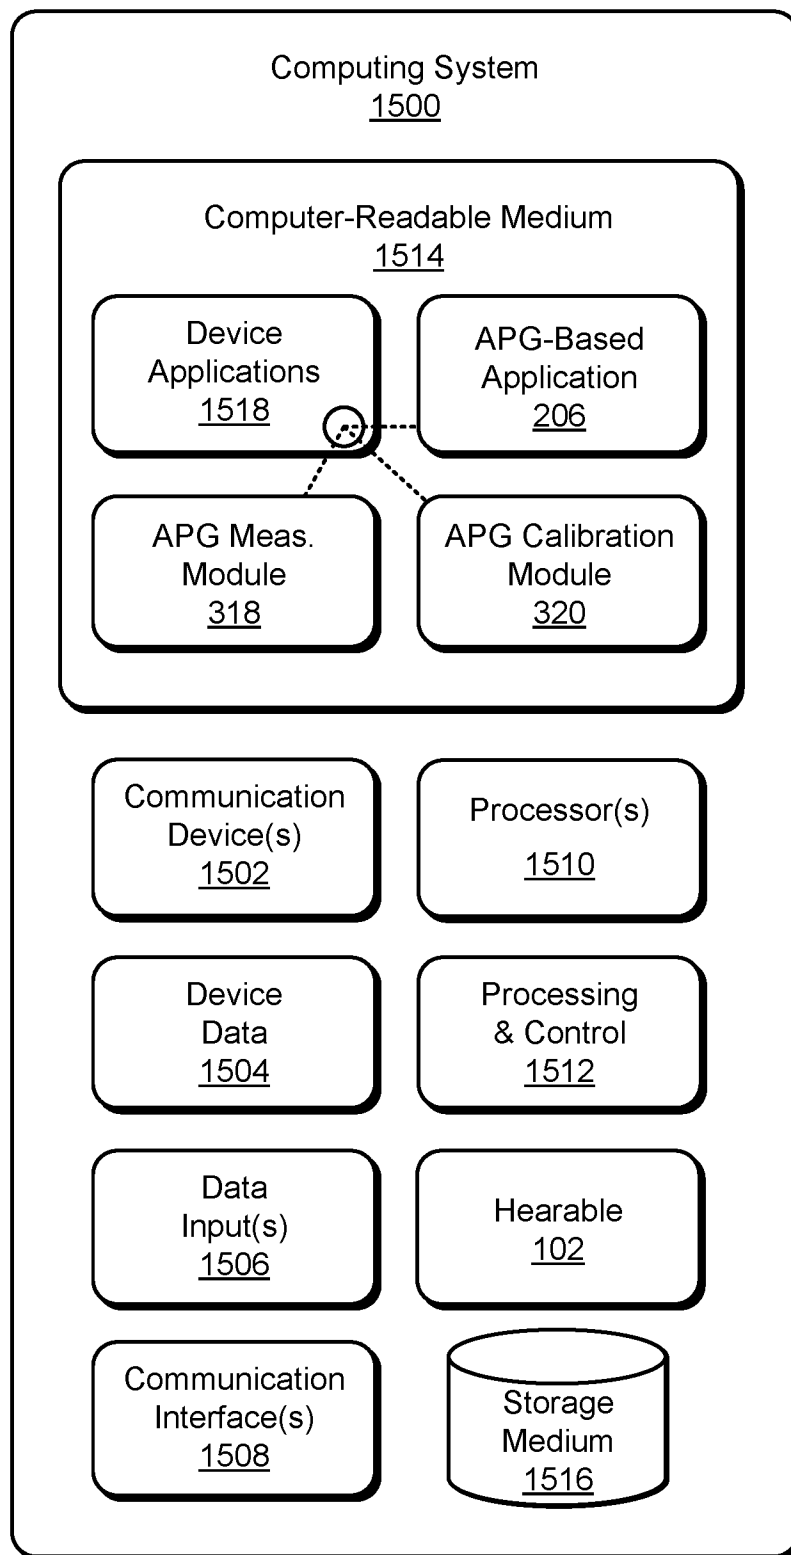 Computing System
1500
Computer-Readable Medium
1514
Device
Applications
1518
APG-Based
Application
206
APG Meas.
Module
318
APG Calibration
Module
320
Communication
Device(s)
1502
Processor(s)
1510
Device
Data
1504
Processing
& Control
1512
Data
Input(s)
1506
Hearable
102
Communication
Interface(s)
1508
Storage
Medium
1516